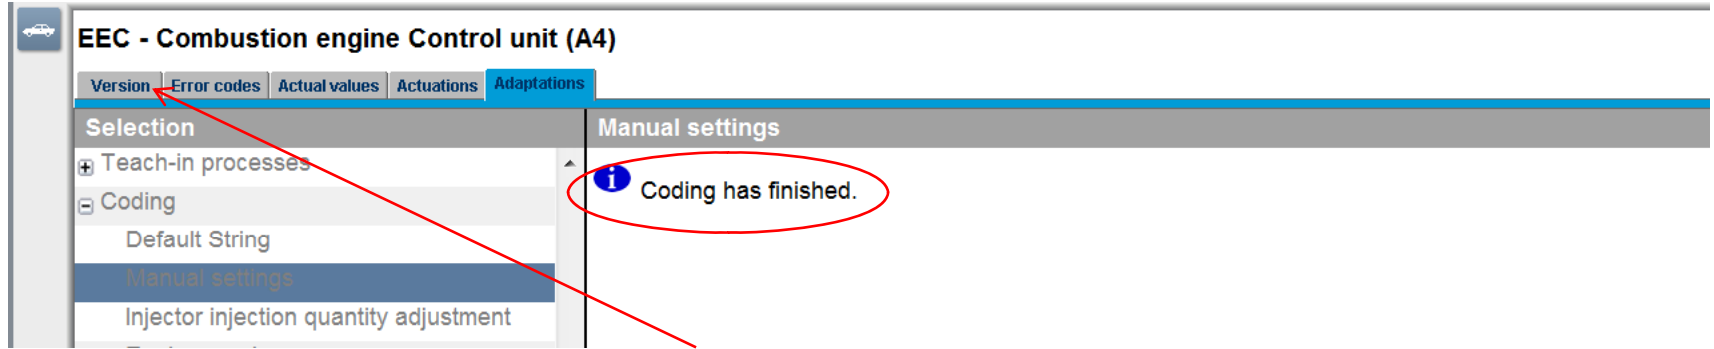 EEC - Combustion engine Control unit (A4)
Version Error codes Actual values Actuations Adaptations
Selection
Manual settings
Teach-in processes
i Coding has finished.
Coding
Default String
Manual settings
Injector injection quantity adjustment